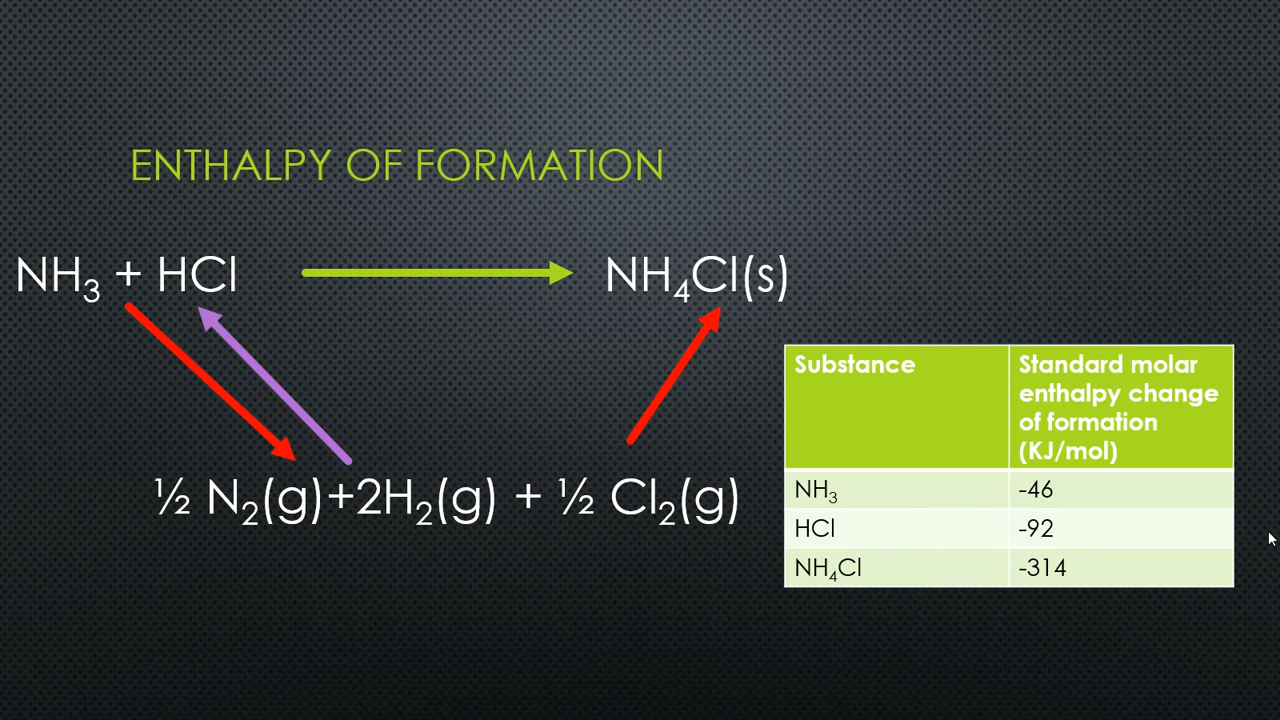 ENTHALPY OF FORMATION
NH₃ + HCl
NH₄Cl(s)
½ N₂(g)+2H₂(g) + ½ Cl₂(g)
Substance
Standard molar
enthalpy change
of formation
(KJ/mol)
NH₃
-46
HCl
-92
NH₄Cl
-314